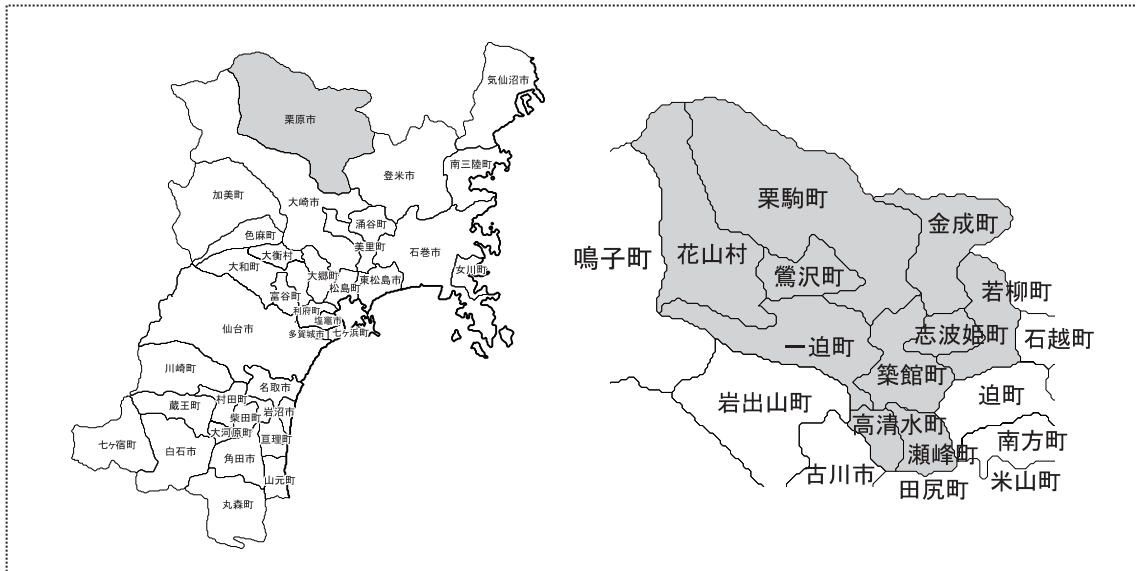 気仙沼市
栗原市
南三陸町
登米市
加美町
大崎市
涌谷町
色麻町
美里町
石巻市
大衡村
女川町
大和町
大郷町
東松島市
松島町
富谷町
利府町
塩竈市
仙台市
多賀城市
七ヶ浜町
川崎町
名取市
村田町
蔵王町
岩沼市
柴田町
大河原町
亘理町
七ヶ宿町
白石市
角田市
山元町
丸森町
栗駒町
金成町
鳴子町
花山村
鶯沢町
若柳町
志波姫町
石越町
一迫町
築館町
岩出山町
迫町
高清水町
南方町
瀬峰町
古川市
田尻町
米山町